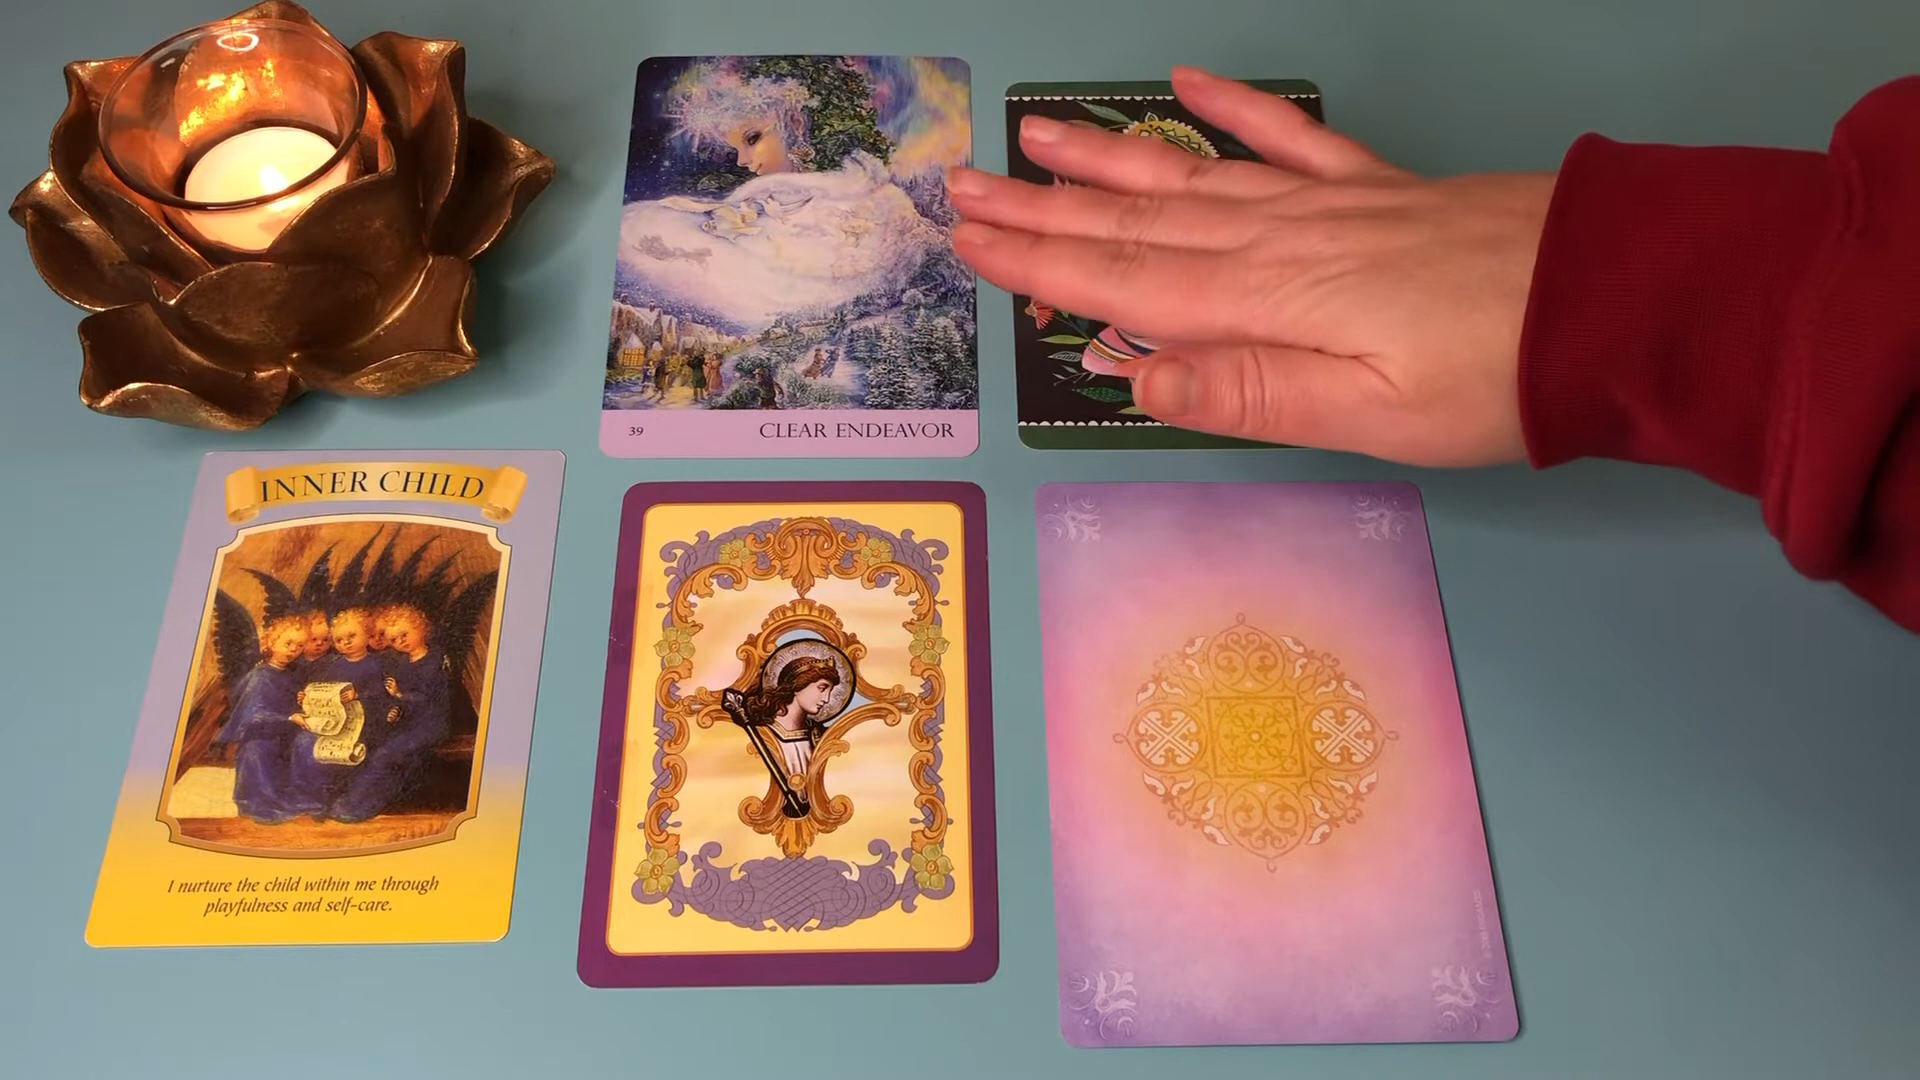 39 CLEAR ENDEAVOR
INNER CHILD
I nurture the child within me through
playfulness and self-care.